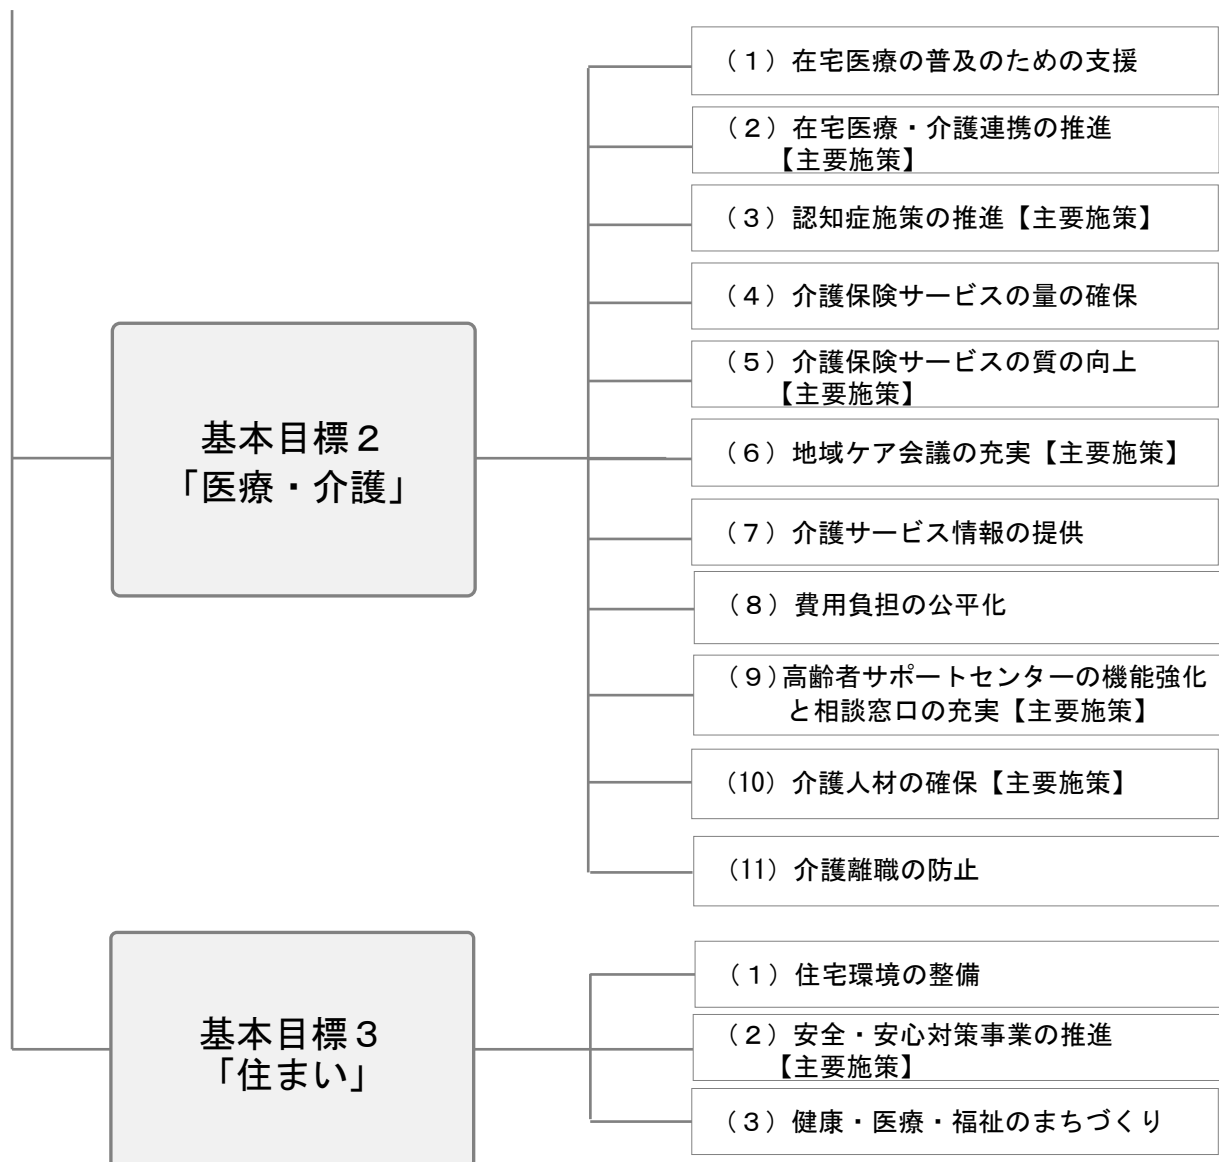 基本目標２
「医療・介護」
（１）在宅医療の普及のための支援
（２）在宅医療・介護連携の推進
【主要施策】
（３）認知症施策の推進【主要施策】
（４）介護保険サービスの量の確保
（５）介護保険サービスの質の向上
【主要施策】
（６）地域ケア会議の充実【主要施策】
（７）介護サービス情報の提供
（８）費用負担の公平化
（９）高齢者サポートセンターの機能強化
と相談窓口の充実【主要施策】
（10）介護人材の確保【主要施策】
（11）介護離職の防止
基本目標３
「住まい」
（１）住宅環境の整備
（２）安全・安心対策事業の推進
【主要施策】
（３）健康・医療・福祉のまちづくり